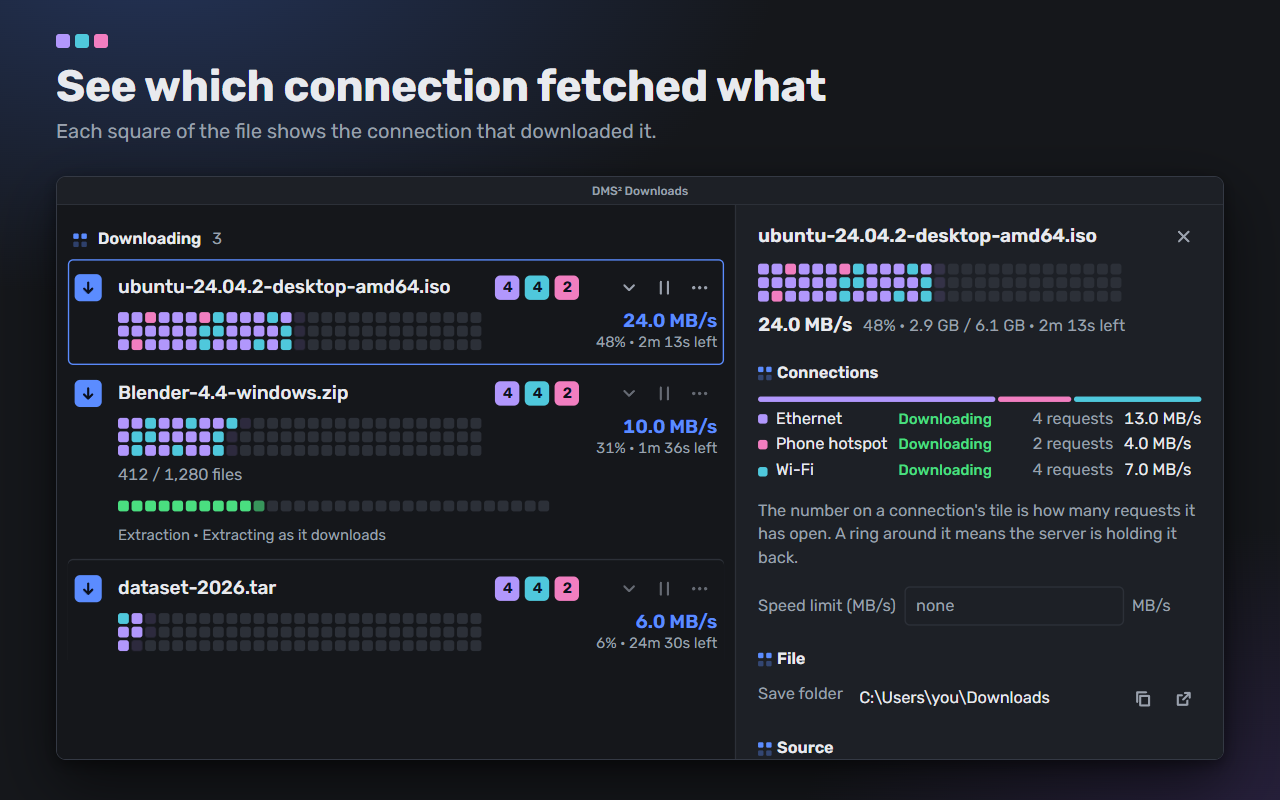 See which connection fetched what
Each square of the file shows the connection that downloaded it.
DMS² Downloads
Downloading 3
ubuntu-24.04.2-desktop-amd64.iso 4 4 2
24.0 MB/s
48% • 2m 13s left
Blender-4.4-windows.zip 4 4 2
10.0 MB/s
31% • 1m 36s left
412 / 1,280 files
Extraction • Extracting as it downloads
dataset-2026.tar 4 4 2
6.0 MB/s
6% • 24m 30s left
ubuntu-24.04.2-desktop-amd64.iso
24.0 MB/s 48% • 2.9 GB / 6.1 GB • 2m 13s left
Connections
Ethernet Downloading 4 requests 13.0 MB/s
Phone hotspot Downloading 2 requests 4.0 MB/s
Wi-Fi Downloading 4 requests 7.0 MB/s
The number on a connection's tile is how many requests it
has open. A ring around it means the server is holding it
back.
Speed limit (MB/s) none MB/s
File
Save folder C:\Users\you\Downloads
Source